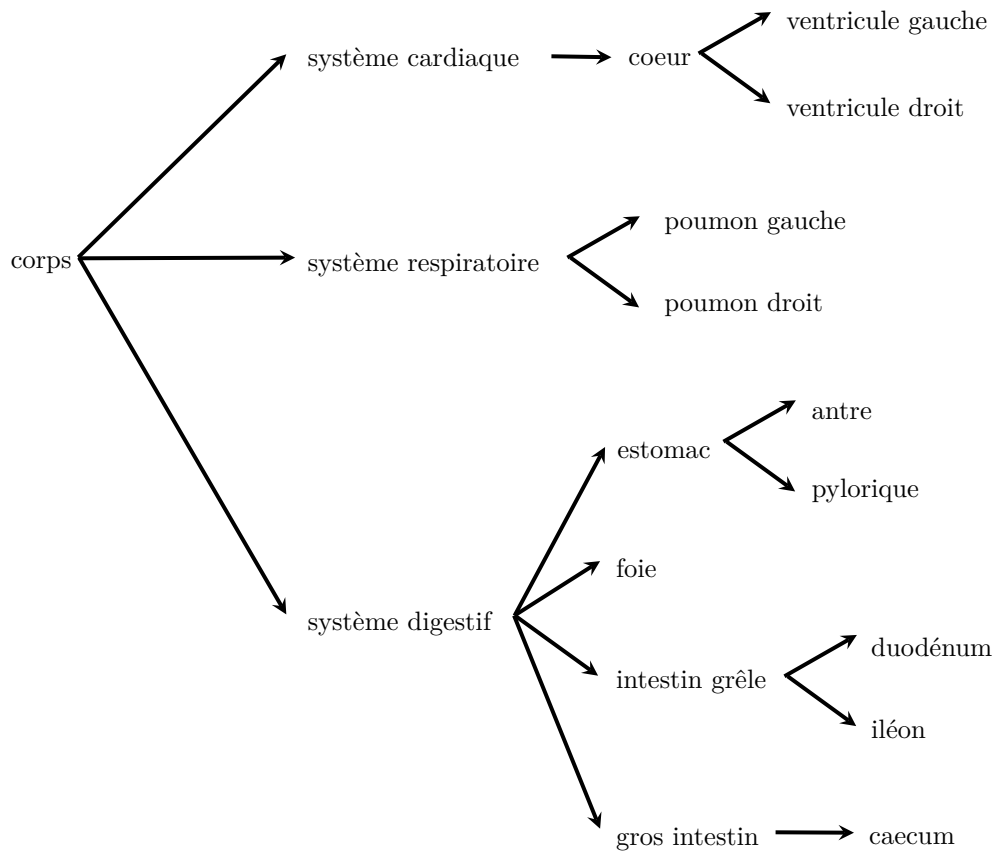 corps
système cardiaque
coeur
ventricule gauche
ventricule droit
système respiratoire
poumon gauche
poumon droit
système digestif
estomac
antre
pylorique
foie
intestin grêle
duodénum
iléon
gros intestin
caecum